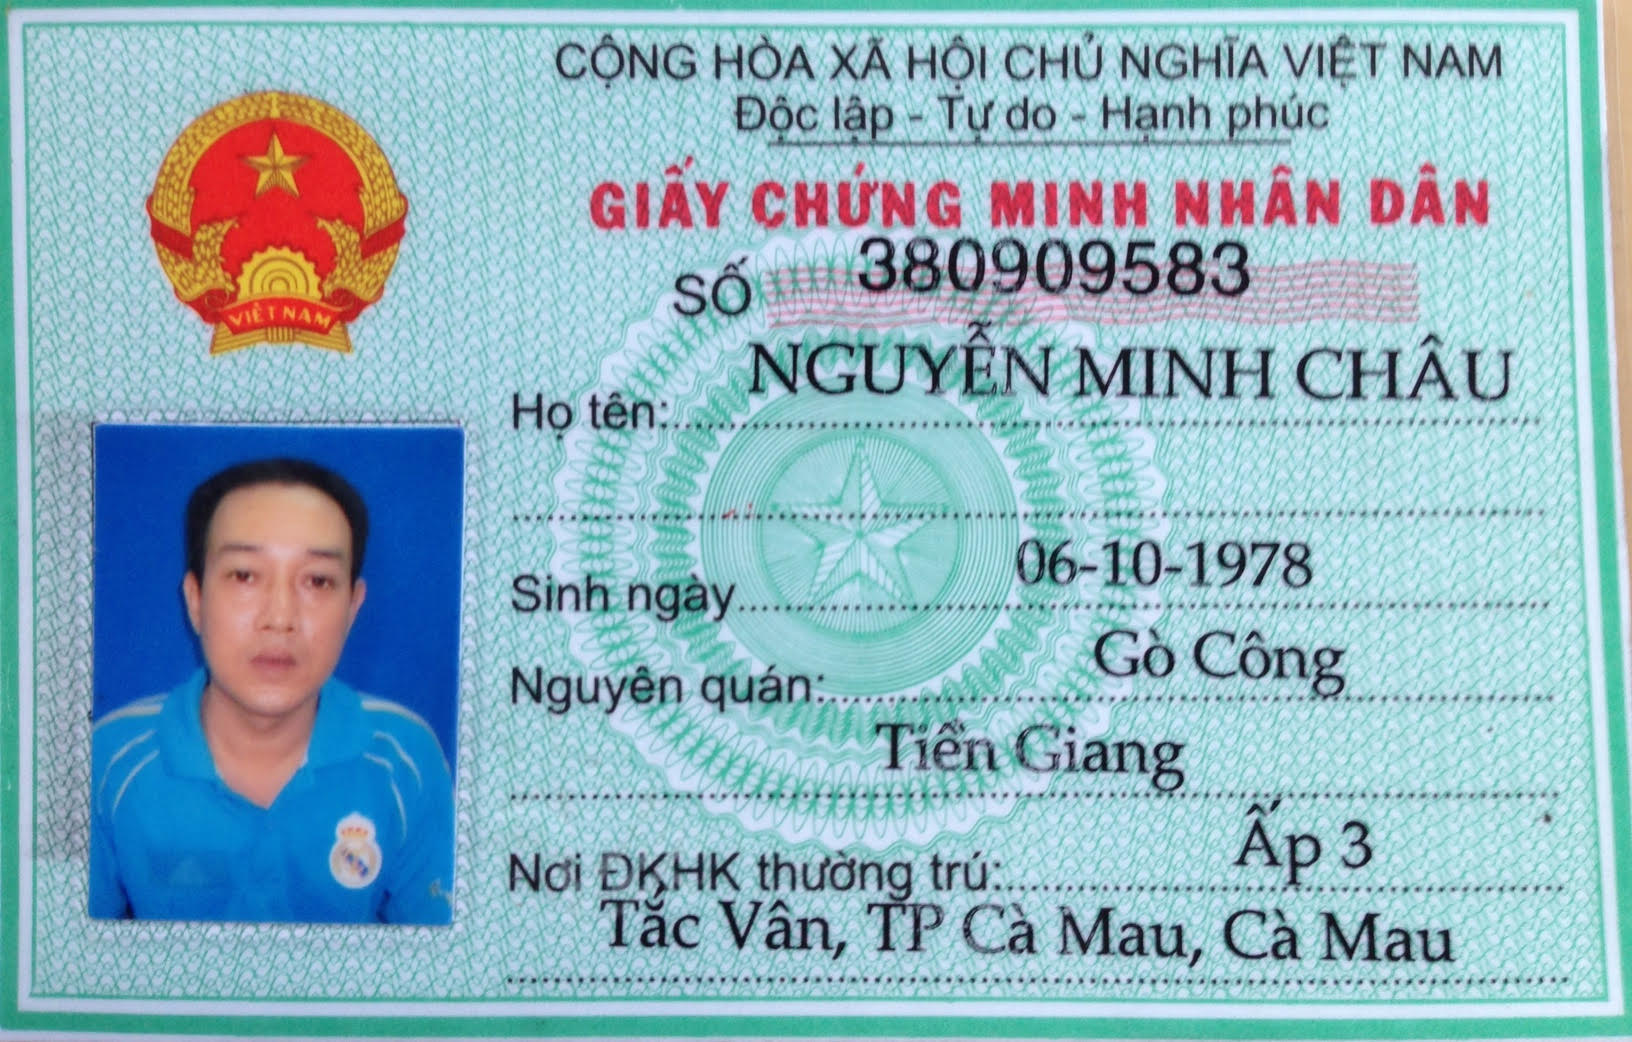 CỘNG HÒA XÃ HỘI CHỦ NGHĨA VIỆT NAM
Độc lập - Tự do - Hạnh phúc
GIẤY CHỨNG MINH NHÂN DÂN
SỐ 380909583
Họ tên: NGUYỄN MINH CHÂU
Sinh ngày 06-10-1978
Nguyên quán: Gò Công
Tiền Giang
Nơi ĐKHK thường trú: Ấp 3
Tắc Vân, TP Cà Mau, Cà Mau
VIỆT NAM